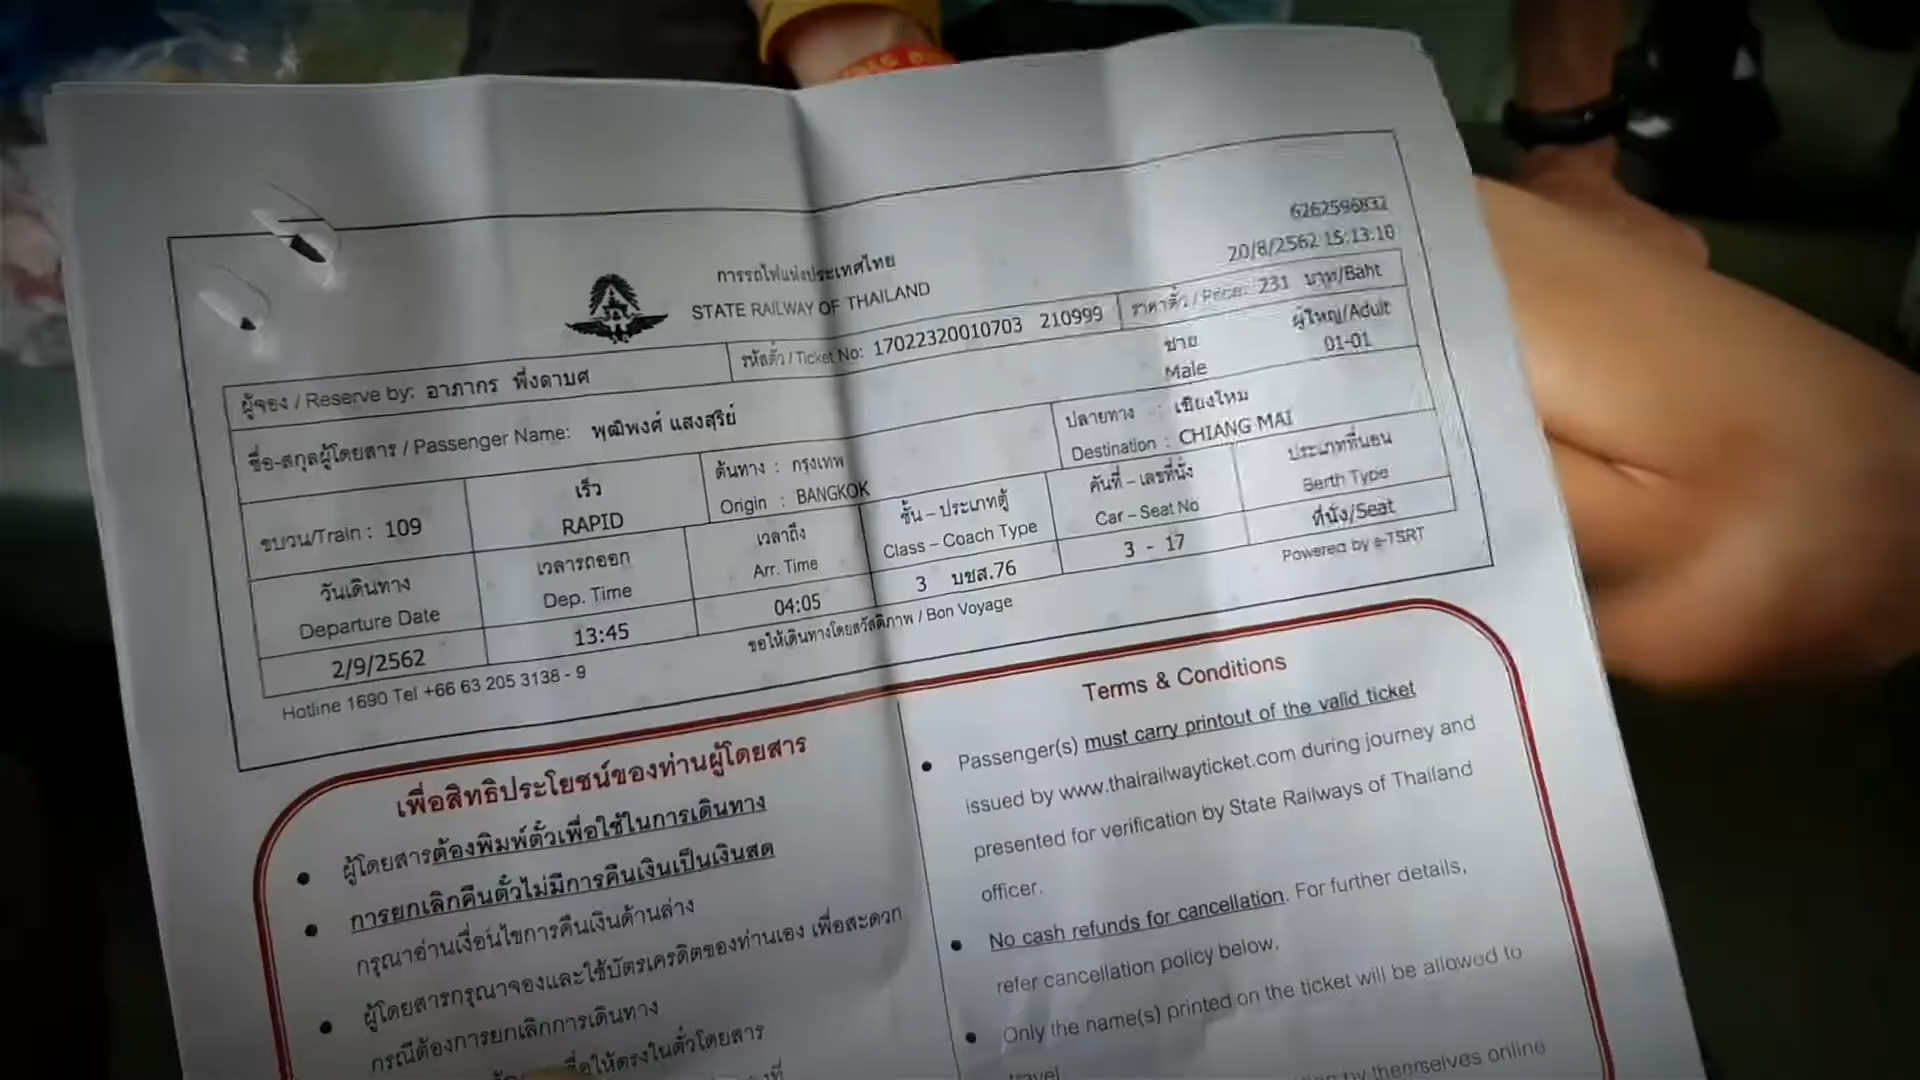 6262596832
20/8/2562 15:13:10
การรถไฟแห่งประเทศไทย
STATE RAILWAY OF THAILAND
ผู้จอง / Reserve by: อาภากร พึ่งดาบศ
รหัสตั๋ว / Ticket No: 17022320010703 210999
ราคาตั๋ว / Price: 231 บาท/Baht
ชื่อ-สกุลผู้โดยสาร / Passenger Name: พุฒิพงศ์ แสงสุริย์
ชาย
Male
ผู้ใหญ่/Adult
01-01
ขบวน/Train : 109
เร็ว
RAPID
ต้นทาง : กรุงเทพ
Origin : BANGKOK
ปลายทาง : เชียงใหม่
Destination : CHIANG MAI
วันเดินทาง
Departure Date
เวลารถออก
Dep. Time
เวลาถึง
Arr. Time
ชั้น – ประเภทตู้
Class – Coach Type
คันที่ – เลขที่นั่ง
Car – Seat No
ประเภทที่นอน
Berth Type
2/9/2562
13:45
04:05
3 บชส.76
3 - 17
ที่นั่ง/Seat
Hotline 1690 Tel +66 63 205 3138 - 9
ขอให้เดินทางโดยสวัสดิภาพ / Bon Voyage
Powered by e-TSRT
เพื่อสิทธิประโยชน์ของท่านผู้โดยสาร
• ผู้โดยสารต้องพิมพ์ตั๋วเพื่อใช้ในการเดินทาง
• การยกเลิกคืนตั๋วไม่มีการคืนเงินเป็นเงินสด
กรุณาอ่านเงื่อนไขการคืนเงินด้านล่าง
• ผู้โดยสารกรุณาจองและใช้บัตรเครดิตของท่านเอง เพื่อสะดวก
กรณีต้องการยกเลิกการเดินทาง
ชื่อให้ตรงในตั๋วโดยสาร
Terms & Conditions
• Passenger(s) must carry printout of the valid ticket
issued by www.thairailwayticket.com during journey and
presented for verification by State Railways of Thailand
officer.
• No cash refunds for cancellation. For further details,
refer cancellation policy below.
• Only the name(s) printed on the ticket will be allowed to
travel
by themselves online